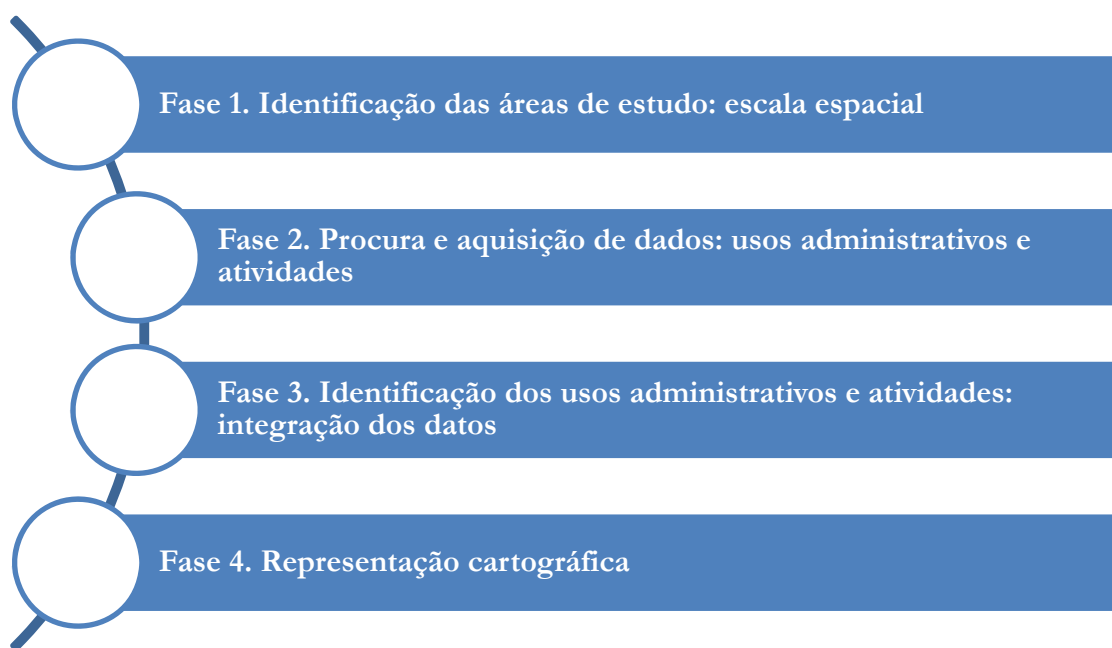 Fase 1. Identificação das áreas de estudo: escala espacial
Fase 2. Procura e aquisição de dados: usos administrativos e
atividades
Fase 3. Identificação dos usos administrativos e atividades:
integração dos datos
Fase 4. Representação cartográfica